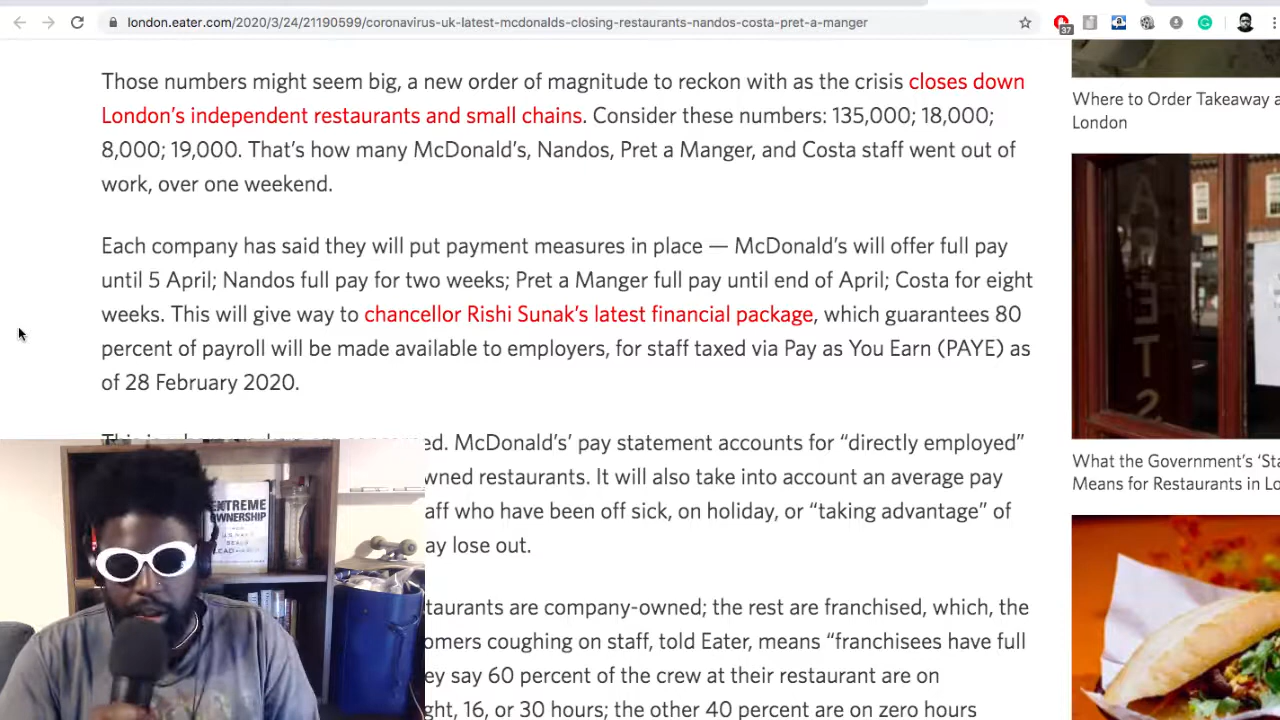 london.eater.com/2020/3/24/21190599/coronavirus-uk-latest-mcdonalds-closing-restaurants-nandos-costa-pret-a-manger
37
Those numbers might seem big, a new order of magnitude to reckon with as the crisis closes down
London’s independent restaurants and small chains. Consider these numbers: 135,000; 18,000;
8,000; 19,000. That’s how many McDonald’s, Nandos, Pret a Manger, and Costa staff went out of
work, over one weekend.
Each company has said they will put payment measures in place — McDonald’s will offer full pay
until 5 April; Nandos full pay for two weeks; Pret a Manger full pay until end of April; Costa for eight
weeks. This will give way to chancellor Rishi Sunak’s latest financial package, which guarantees 80
percent of payroll will be made available to employers, for staff taxed via Pay as You Earn (PAYE) as
of 28 February 2020.
ed. McDonald’s’ pay statement accounts for “directly employed”
wned restaurants. It will also take into account an average pay
aff who have been off sick, on holiday, or “taking advantage” of
ay lose out.
taurants are company-owned; the rest are franchised, which, the
omers coughing on staff, told Eater, means “franchisees have full
ey say 60 percent of the crew at their restaurant are on
ght, 16, or 30 hours; the other 40 percent are on zero hours
Where to Order Takeaway a
London
What the Government’s ‘Sta
Means for Restaurants in Lo
EXTREME
OWNERSHIP